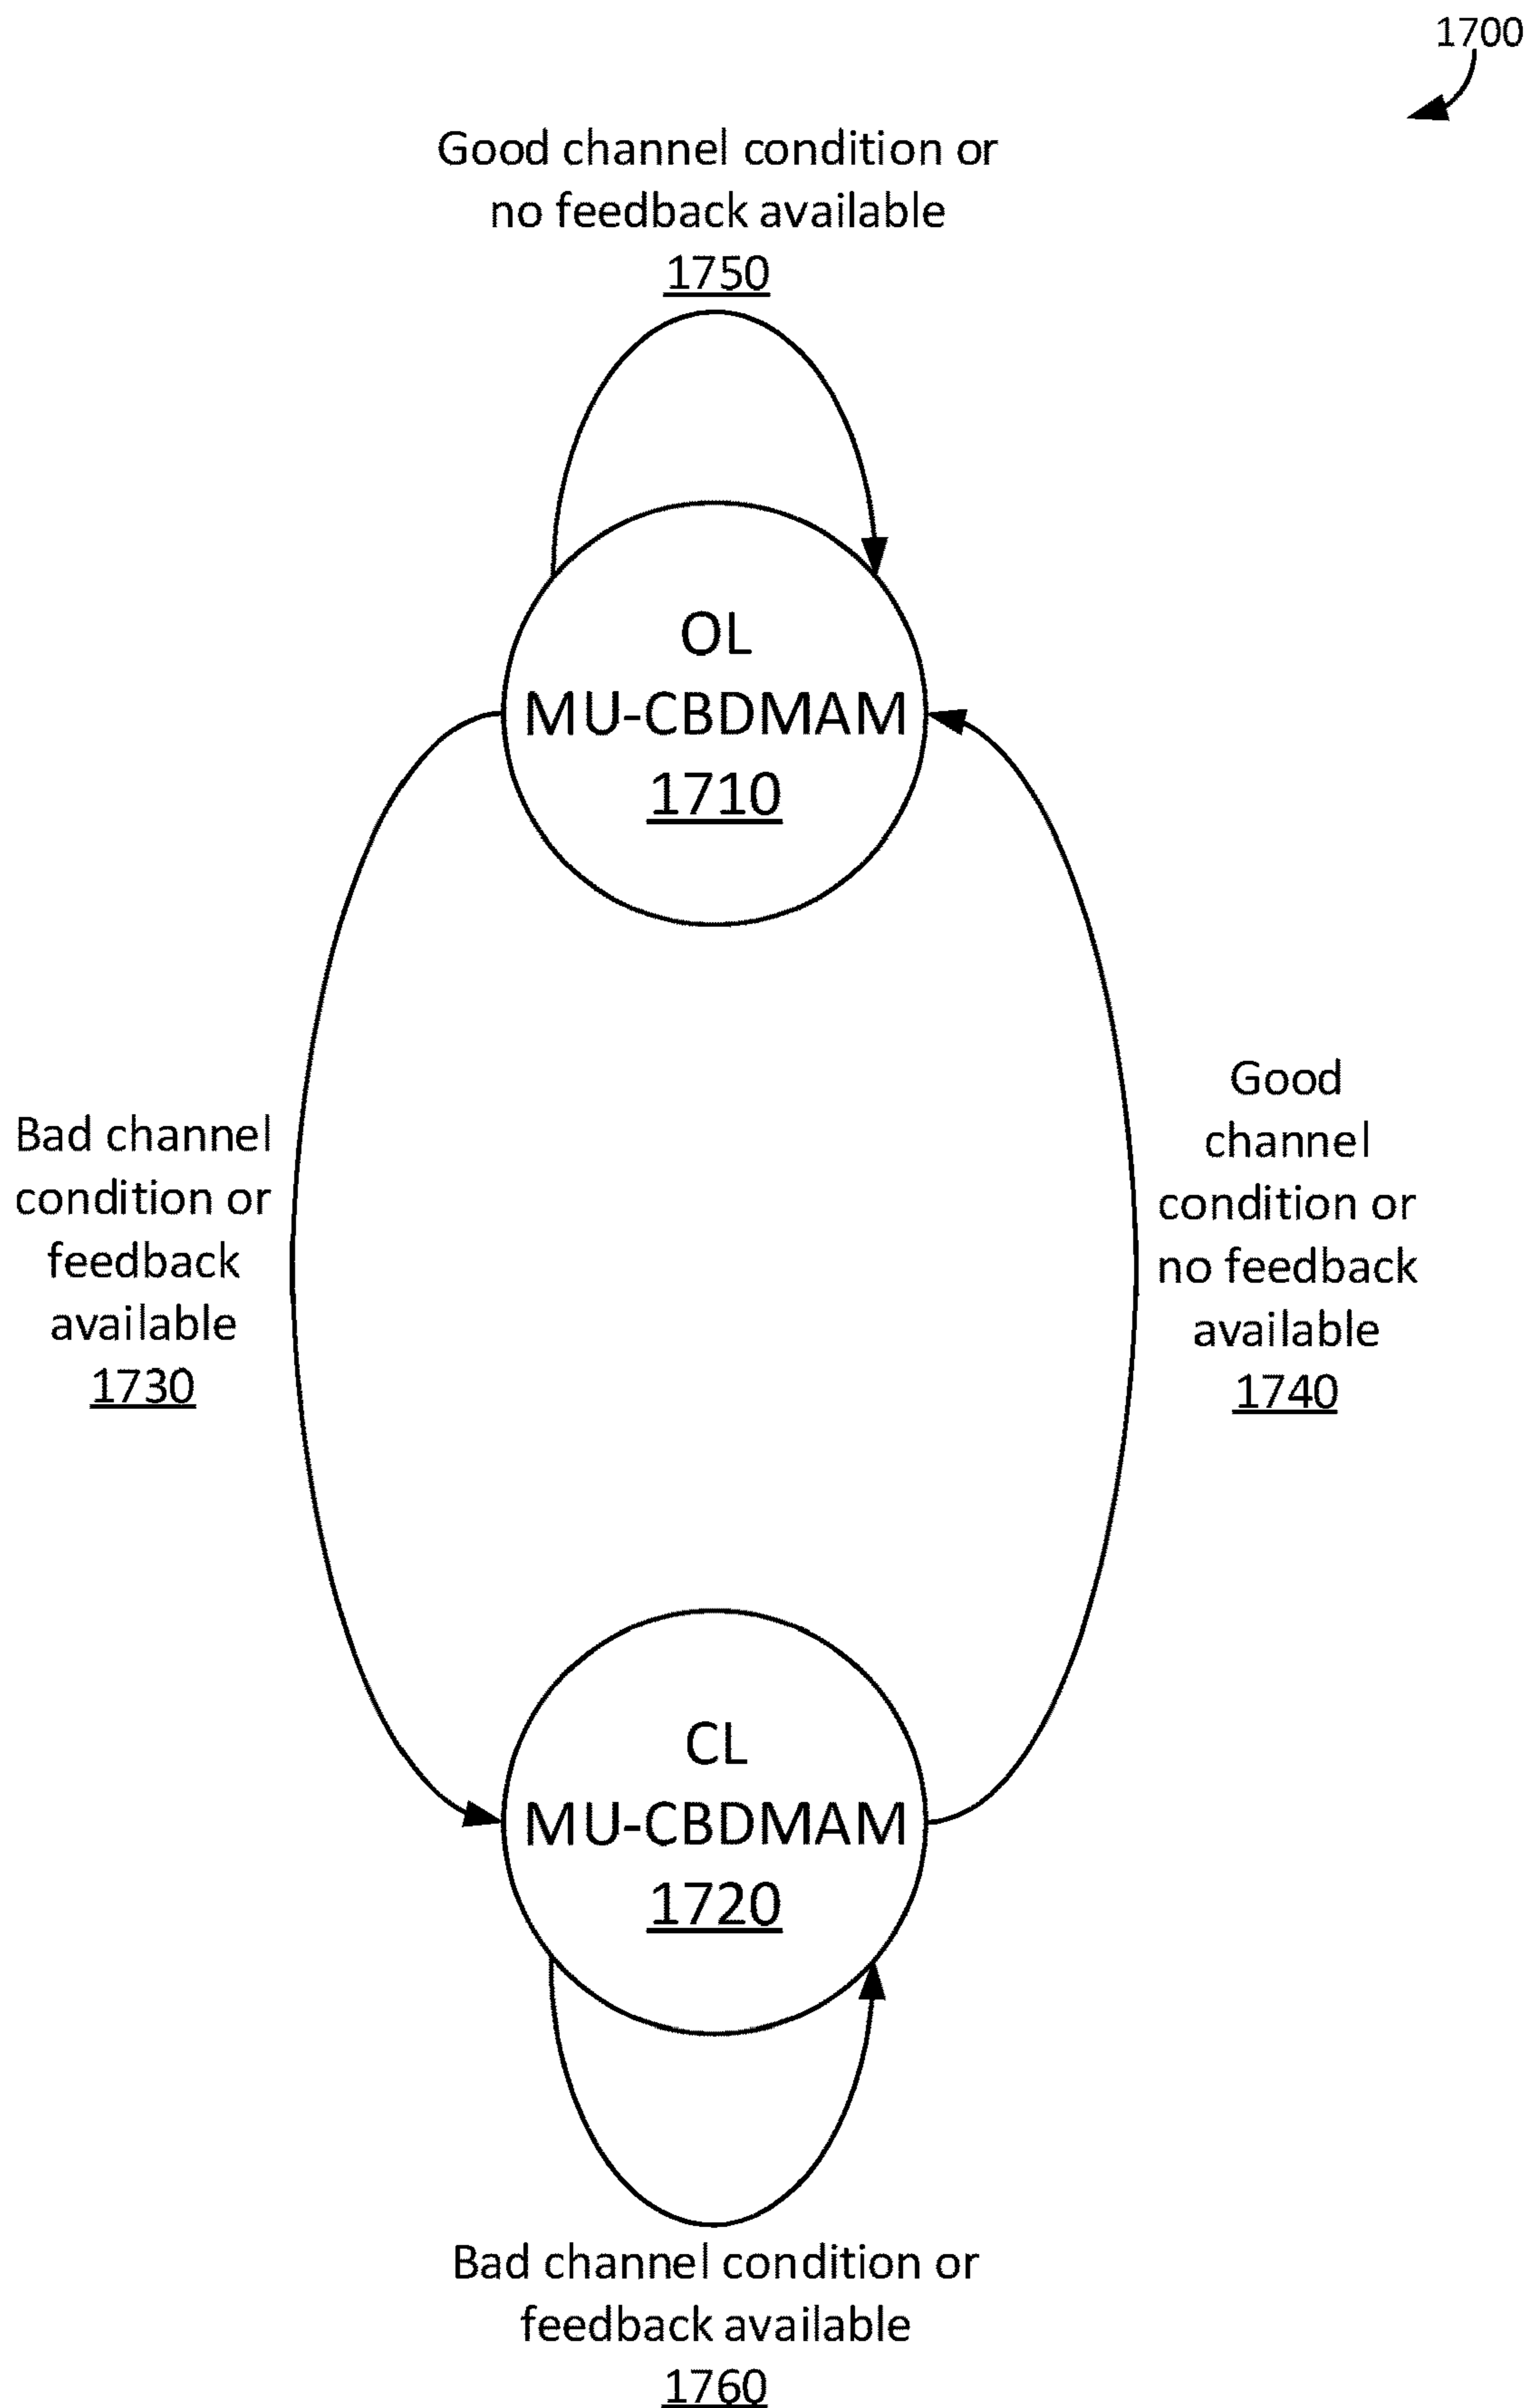 1700
Good channel condition or
no feedback available
1750
OL
MU-CBDMAM
1710
Bad channel
condition or
feedback
available
1730
Good
channel
condition or
no feedback
available
1740
CL
MU-CBDMAM
1720
Bad channel condition or
feedback available
1760